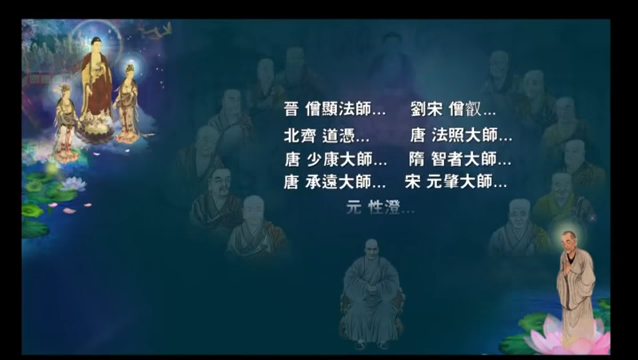 晉 僧顯法師... 劉宋 僧叡...
北齊 道憑... 唐 法照大師...
唐 少康大師... 隋 智者大師...
唐 承遠大師... 宋 元肇大師...
元 性澄...